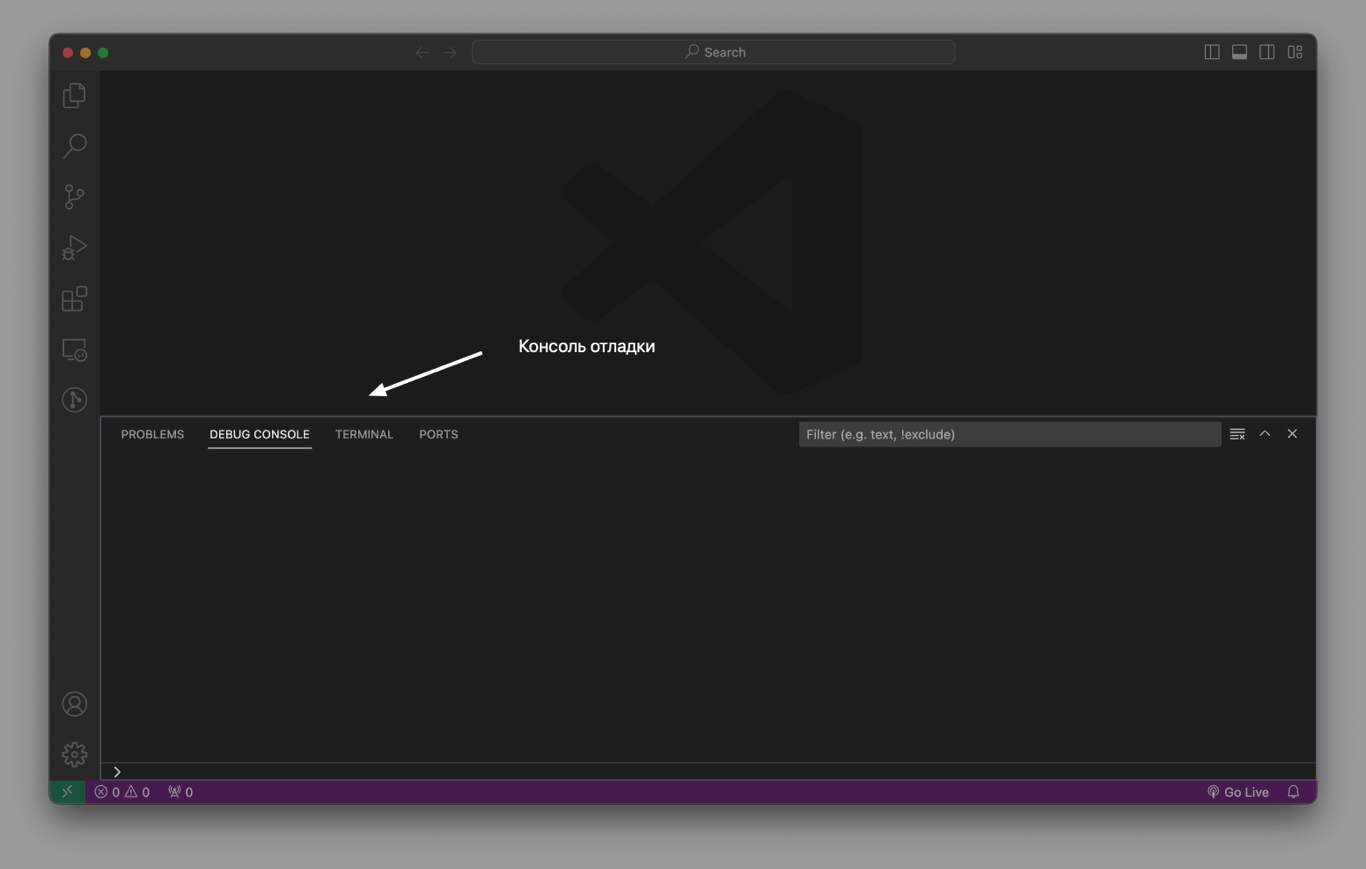 Search
Консоль отладки
PROBLEMS DEBUG CONSOLE TERMINAL PORTS Filter (e.g. text, !exclude)
0 0 0 Go Live